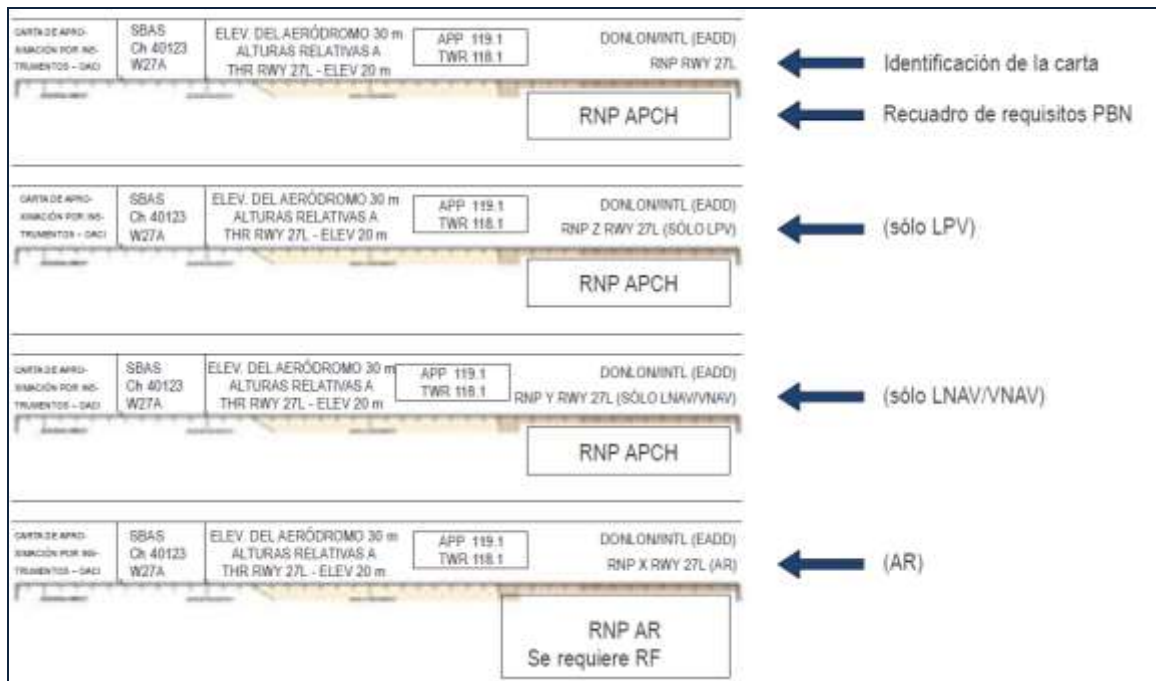 CARTA DE APRO-
XIMACIÓN POR INS-
TRUMENTOS – OACI
SBAS
Ch 40123
W27A
ELEV. DEL AERÓDROMO 30 m
ALTURAS RELATIVAS A
THR RWY 27L - ELEV 20 m
APP 119.1
TWR 118.1
DONLON/INTL (EADD)
RNP RWY 27L
Identificación de la carta
RNP APCH
Recuadro de requisitos PBN
CARTA DE APRO-
XIMACIÓN POR INS-
TRUMENTOS – OACI
SBAS
Ch 40123
W27A
ELEV. DEL AERÓDROMO 30 m
ALTURAS RELATIVAS A
THR RWY 27L - ELEV 20 m
APP 119.1
TWR 118.1
DONLON/INTL (EADD)
RNP Z RWY 27L (SÓLO LPV)
(sólo LPV)
RNP APCH
CARTA DE APRO-
XIMACIÓN POR INS-
TRUMENTOS – OACI
SBAS
Ch 40123
W27A
ELEV. DEL AERÓDROMO 30 m
ALTURAS RELATIVAS A
THR RWY 27L - ELEV 20 m
APP 119.1
TWR 118.1
DONLON/INTL (EADD)
RNP Y RWY 27L (SÓLO LNAV/VNAV)
(sólo LNAV/VNAV)
RNP APCH
CARTA DE APRO-
XIMACIÓN POR INS-
TRUMENTOS – OACI
SBAS
Ch 40123
W27A
ELEV. DEL AERÓDROMO 30 m
ALTURAS RELATIVAS A
THR RWY 27L - ELEV 20 m
APP 119.1
TWR 118.1
DONLON/INTL (EADD)
RNP X RWY 27L (AR)
(AR)
RNP AR
Se requiere RF